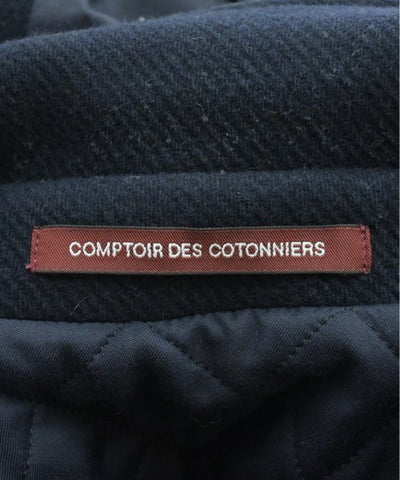 COMPTOIR DES COTONNIERS